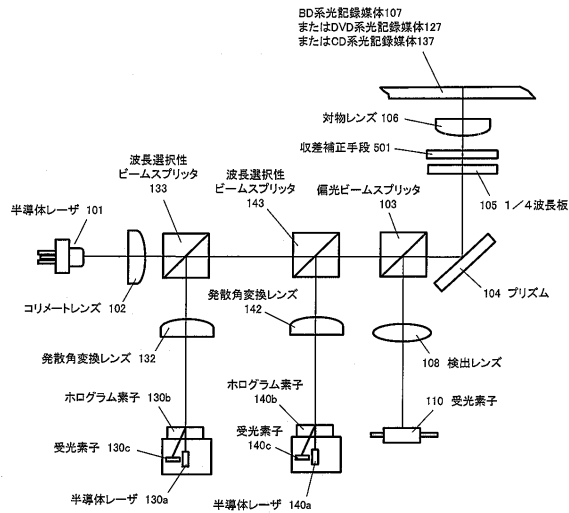 BD系光記録媒体107
またはDVD系光記録媒体127
またはCD系光記録媒体137
対物レンズ 106
収差補正手段 501
波長選択性
ビームスプリッタ
133
波長選択性
ビームスプリッタ
143
偏光ビームスプリッタ
103
105 1/4波長板
半導体レーザ 101
104 プリズム
コリメートレンズ
102
発散角変換レンズ
142
発散角変換レンズ 132
108 検出レンズ
ホログラム素子 130b
ホログラム素子
140b
110 受光素子
受光素子
130c
受光素子
140c
半導体レーザ 130a
半導体レーザ 140a